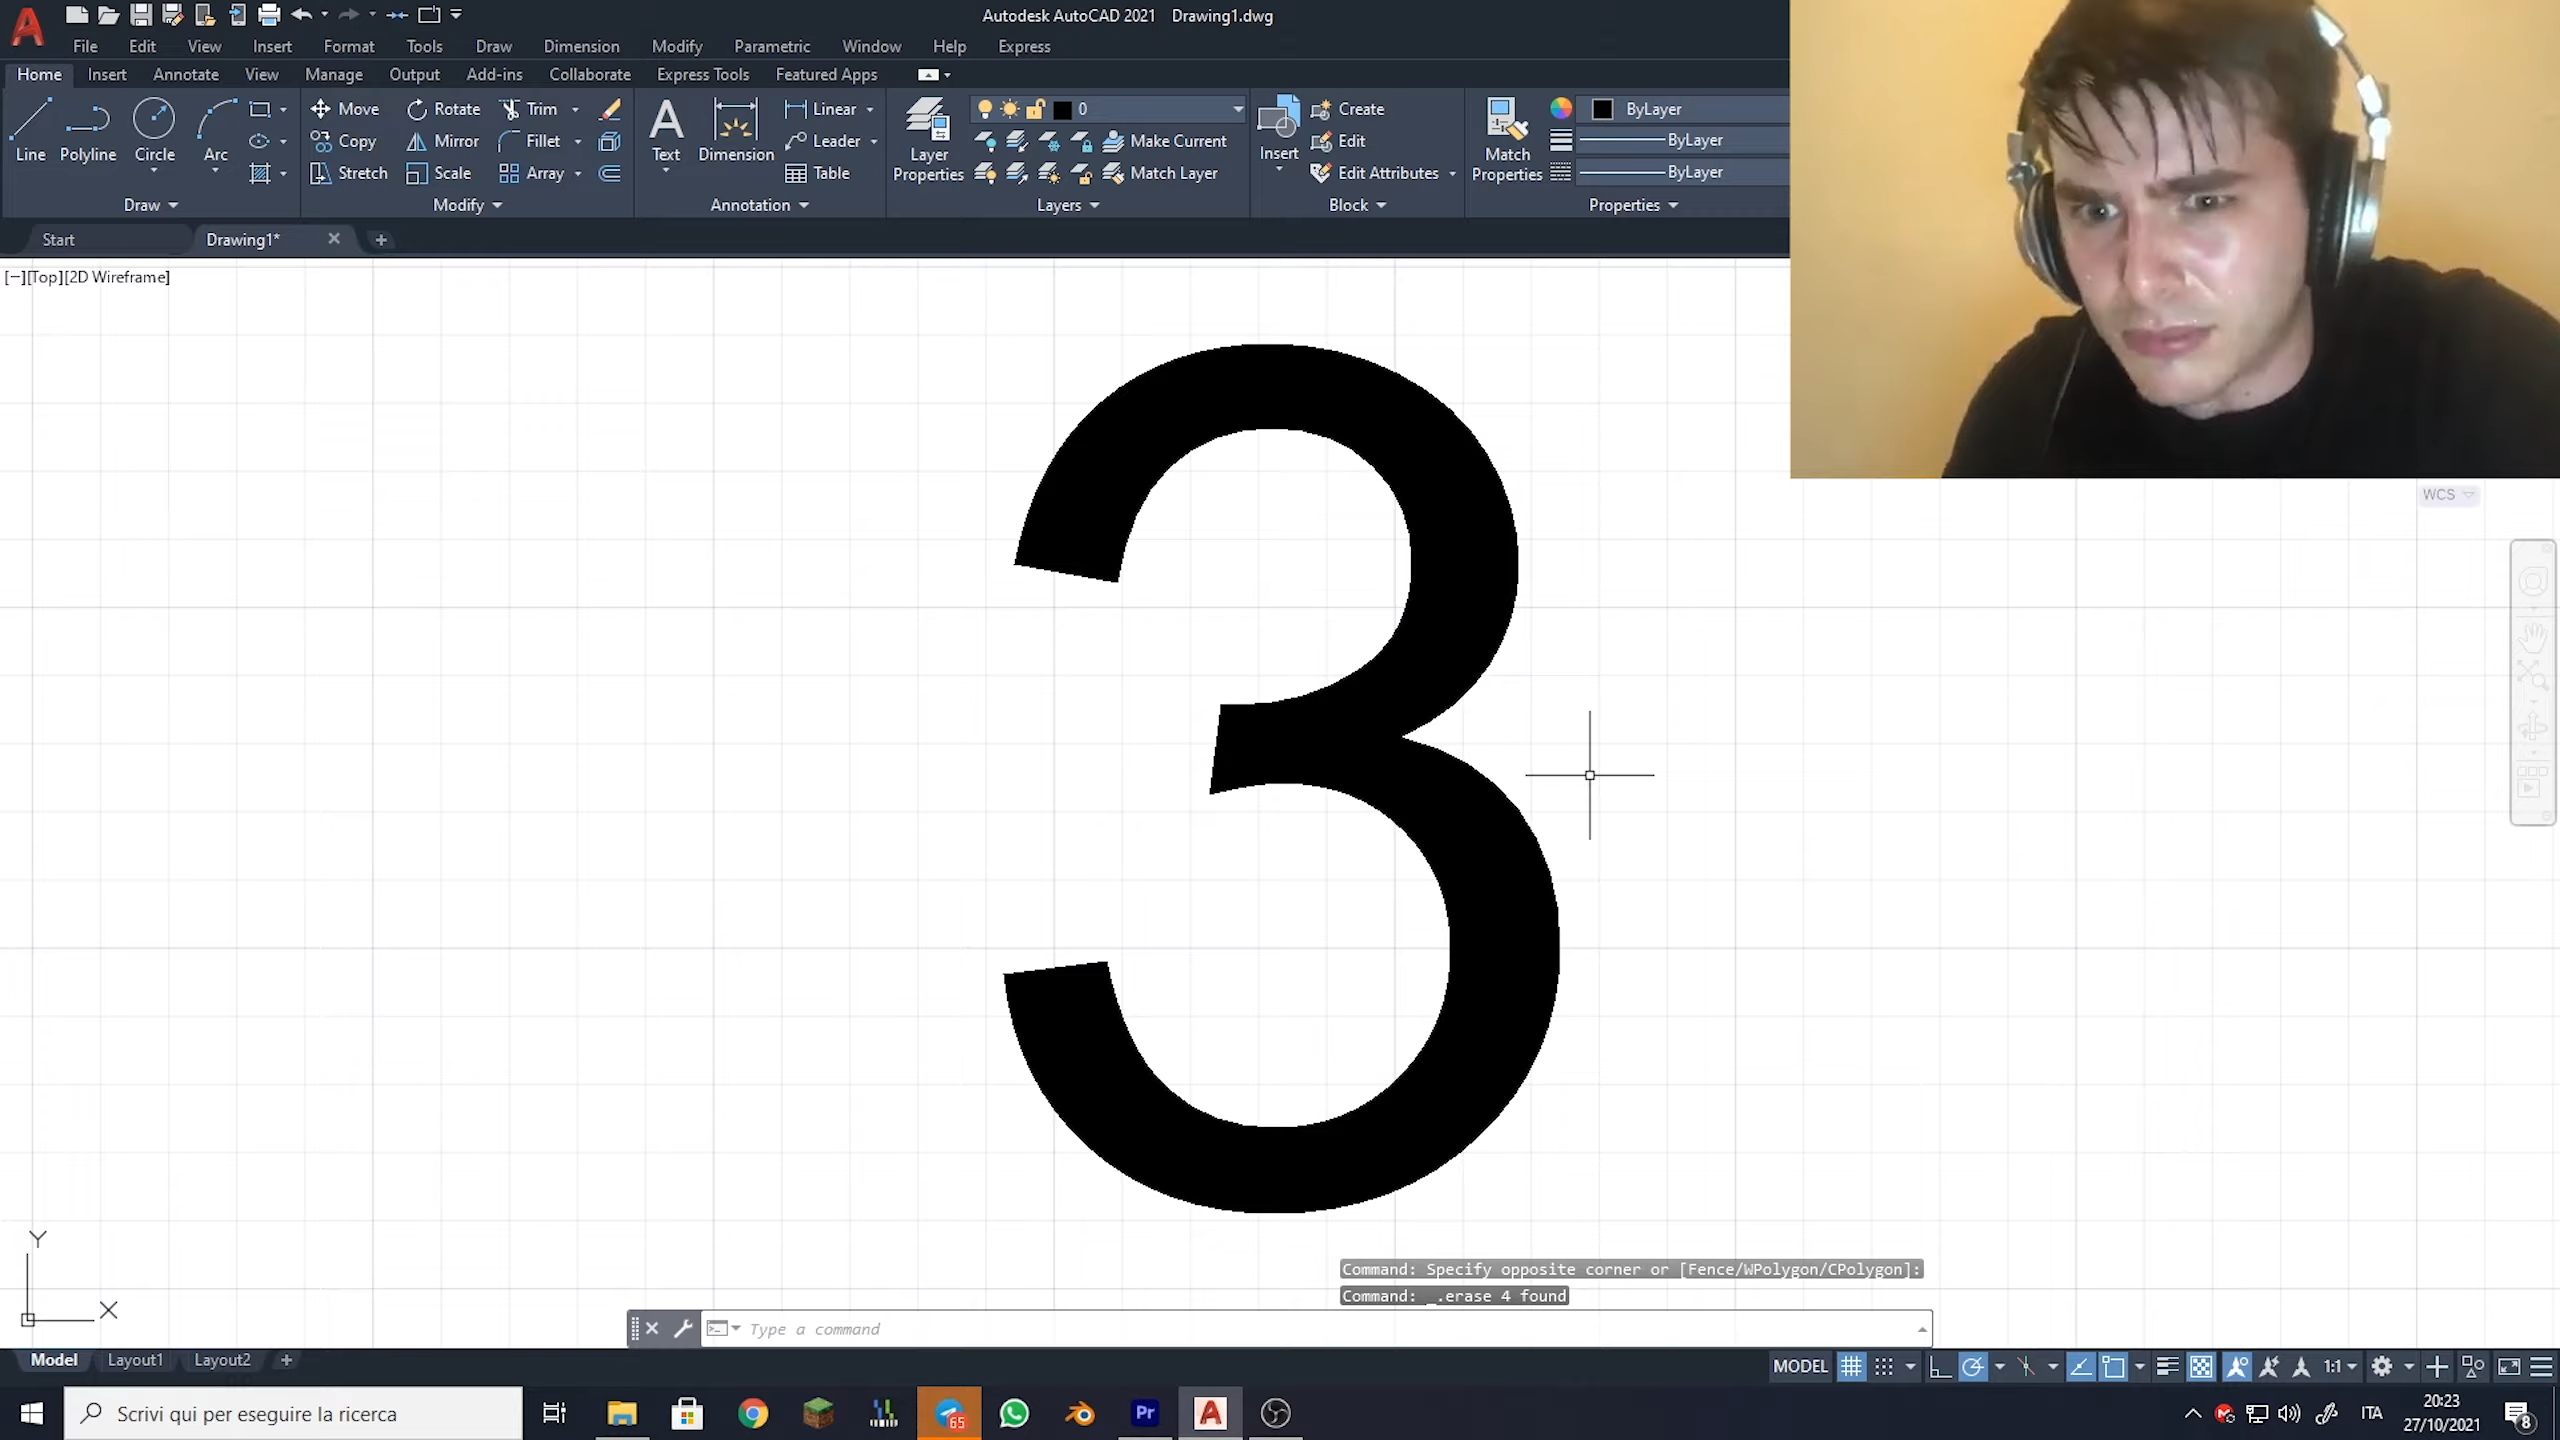 Autodesk AutoCAD 2021 Drawing1.dwg
File Edit View Insert Format Tools Draw Dimension Modify Parametric Window Help Express
Home Insert Annotate View Manage Output Add-ins Collaborate Express Tools Featured Apps
Line Polyline Circle Arc
Move Rotate Trim
Copy Mirror Fillet
Stretch Scale Array
Text Dimension
Linear
Leader
Table
Layer Properties
0
Make Current
Match Layer
Insert
Create
Edit
Edit Attributes
Match Properties
ByLayer
ByLayer
ByLayer
Draw Modify Annotation Layers Block Properties
Start Drawing1*
[−][Top][2D Wireframe]
WCS
3
Y
X
Command: Specify opposite corner or [Fence/WPolygon/CPolygon]:
Command: _.erase 4 found
Type a command
Model Layout1 Layout2
MODEL 1:1
Scrivi qui per eseguire la ricerca
65
Pr
A
ITA
20:23
27/10/2021
8